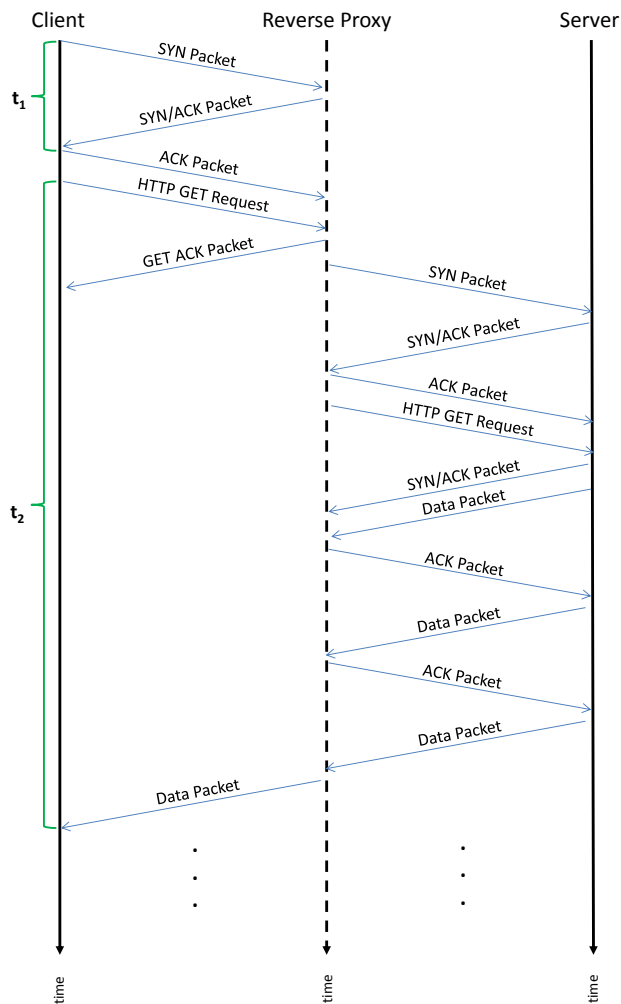 Client
Reverse Proxy
Server
SYN Packet
t1
SYN/ACK Packet
ACK Packet
HTTP GET Request
GET ACK Packet
SYN Packet
SYN/ACK Packet
ACK Packet
HTTP GET Request
SYN/ACK Packet
t2
Data Packet
ACK Packet
Data Packet
ACK Packet
Data Packet
Data Packet
time
time
time